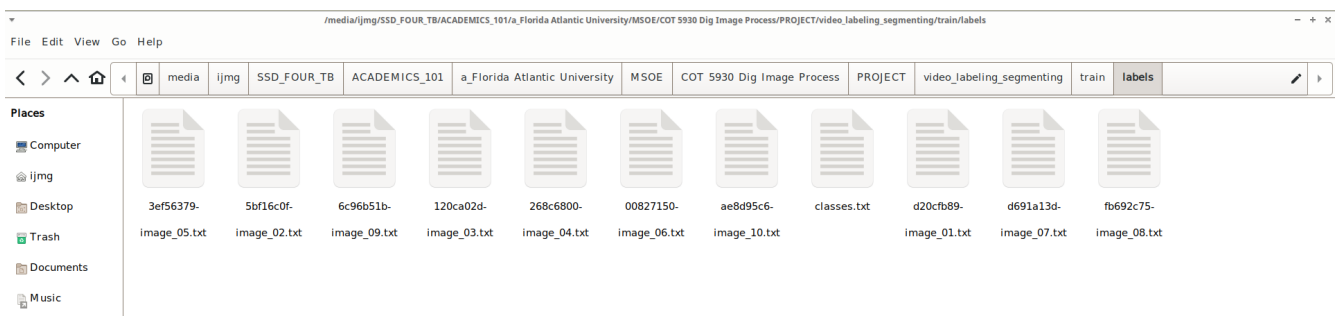 /media/ijmg/SSD_FOUR_TB/ACADEMICS_101/a_Florida Atlantic University/MSOE/COT 5930 Dig Image Process/PROJECT/video_labeling_segmenting/train/labels
File Edit View Go Help
media ijmg SSD_FOUR_TB ACADEMICS_101 a_Florida Atlantic University MSOE COT 5930 Dig Image Process PROJECT video_labeling_segmenting train labels
Places
Computer
ijmg
Desktop
Trash
Documents
Music
3ef56379- 5bf16c0f- 6c96b51b- 120ca02d- 268c6800- 00827150- ae8d95c6- classes.txt d20cfb89- d691a13d- fb692c75-
image_05.txt image_02.txt image_09.txt image_03.txt image_04.txt image_06.txt image_10.txt image_01.txt image_07.txt image_08.txt